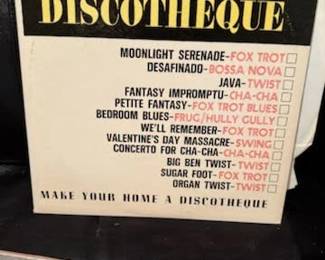 DISCOTHEQUE
MOONLIGHT SERENADE-FOX TROT
DESAFINADO-BOSSA NOVA
JAVA-TWIST
FANTASY IMPROMPTU-CHA-CHA
PETITE FANTASY-FOX TROT BLUES
BEDROOM BLUES-FRUG/HULLY GULLY
WE'LL REMEMBER-FOX TROT
VALENTINE'S DAY MASSACRE-SWING
CONCERTO FOR CHA-CHA-CHA-CHA
BIG BEN TWIST-TWIST
SUGAR FOOT-FOX TROT
ORGAN TWIST-TWIST
MAKE YOUR HOME A DISCOTHEQUE